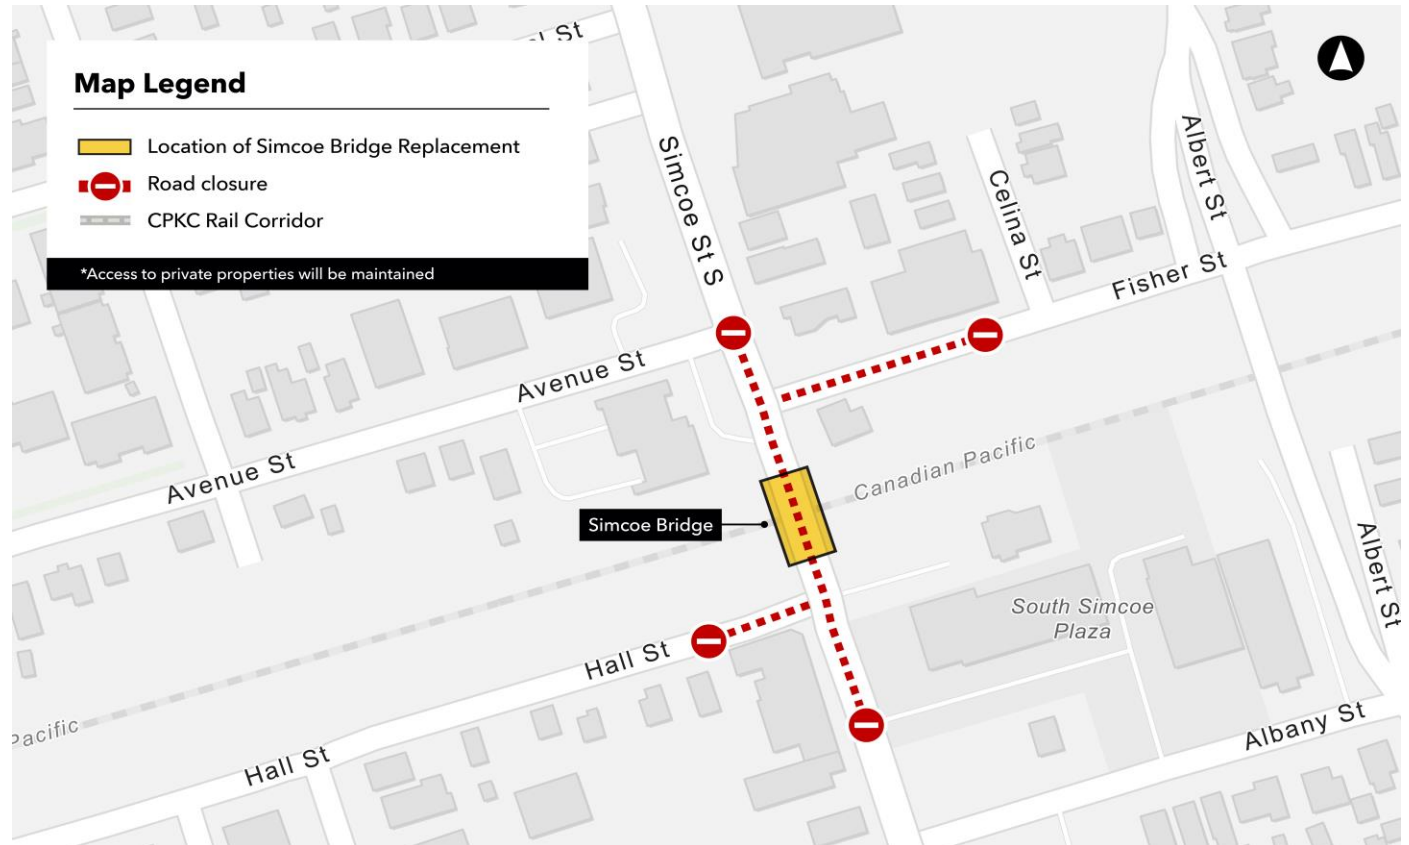 St
Map Legend
Location of Simcoe Bridge Replacement
Road closure
CPKC Rail Corridor
*Access to private properties will be maintained
Simcoe St S
Celina St
Albert St
Fisher St
Avenue St
Avenue St
Canadian Pacific
Simcoe Bridge
Albert St
South Simcoe
Plaza
Hall St
Pacific
Hall St
Albany St